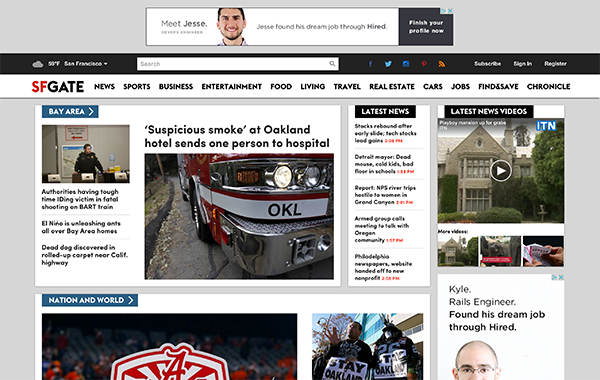 Meet Jesse.
DEVOPS ENGINEER
Jesse found his dream job through Hired.
Finish your
profile now
59°F San Francisco
Search
Subscribe Sign In Register
SFGATE NEWS SPORTS BUSINESS ENTERTAINMENT FOOD LIVING TRAVEL REAL ESTATE CARS JOBS FIND&SAVE CHRONICLE
BAY AREA
Authorities having tough
time IDing victim in fatal
shooting on BART train
El Niño is unleashing ants
all over Bay Area homes
Dead dog discovered in
rolled-up carpet near Calif.
highway
'Suspicious smoke' at Oakland
hotel sends one person to hospital
OKL
LATEST NEWS
Stocks rebound after
early slide; tech stocks
lead gains 2:08 PM
Detroit mayor: Dead
mouse, cold kids, bad
floor in schools 1:58 PM
Report: NPS river trips
hostile to women in
Grand Canyon 2:01 PM
Armed group calls
meeting to talk with
Oregon
community 1:57 PM
Philadelphia
newspapers, website
handed off to new
nonprofit 2:05 PM
LATEST NEWS VIDEOS
Playboy mansion up for grabs
ITN
ITN
More videos:
NATION AND WORLD
STAY
OAKLAND
Kyle.
Rails Engineer.
Found his dream job
through Hired.